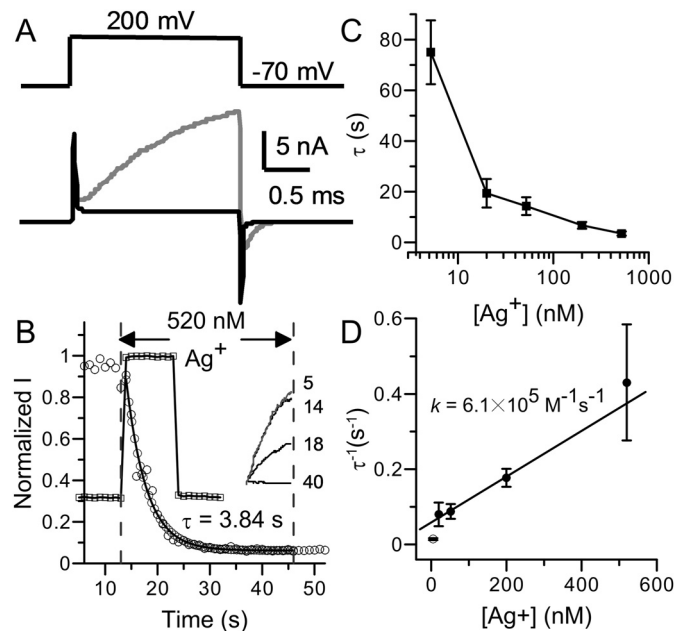 A
200 mV
-70 mV
5 nA
0.5 ms
C
80
60
40
20
0
τ (s)
10
100
1000
[Ag⁺] (nM)
B
520 nM
Ag⁺
1
0.8
0.6
0.4
0.2
0
Normalized I
5
14
18
40
τ = 3.84 s
10
20
30
40
50
Time (s)
D
0.6
0.4
0.2
0.0
τ⁻¹(s⁻¹)
k = 6.1×10⁵ M⁻¹s⁻¹
0
200
400
600
[Ag+] (nM)